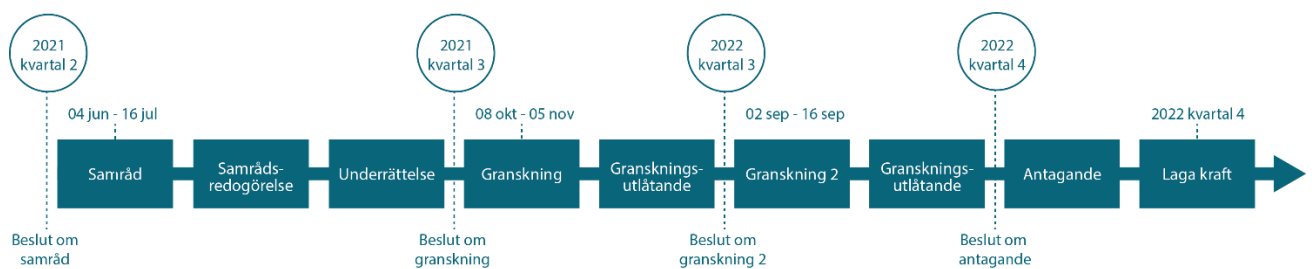 2021
kvartal 2
2021
kvartal 3
2022
kvartal 3
2022
kvartal 4
04 jun - 16 jul
08 okt - 05 nov
02 sep - 16 sep
2022 kvartal 4
Samråd
Samråds-
redogörelse
Underrättelse
Granskning
Gransknings-
utlåtande
Granskning 2
Gransknings-
utlåtande
Antagande
Laga kraft
Beslut om
samråd
Beslut om
granskning
Beslut om
granskning 2
Beslut om
antagande